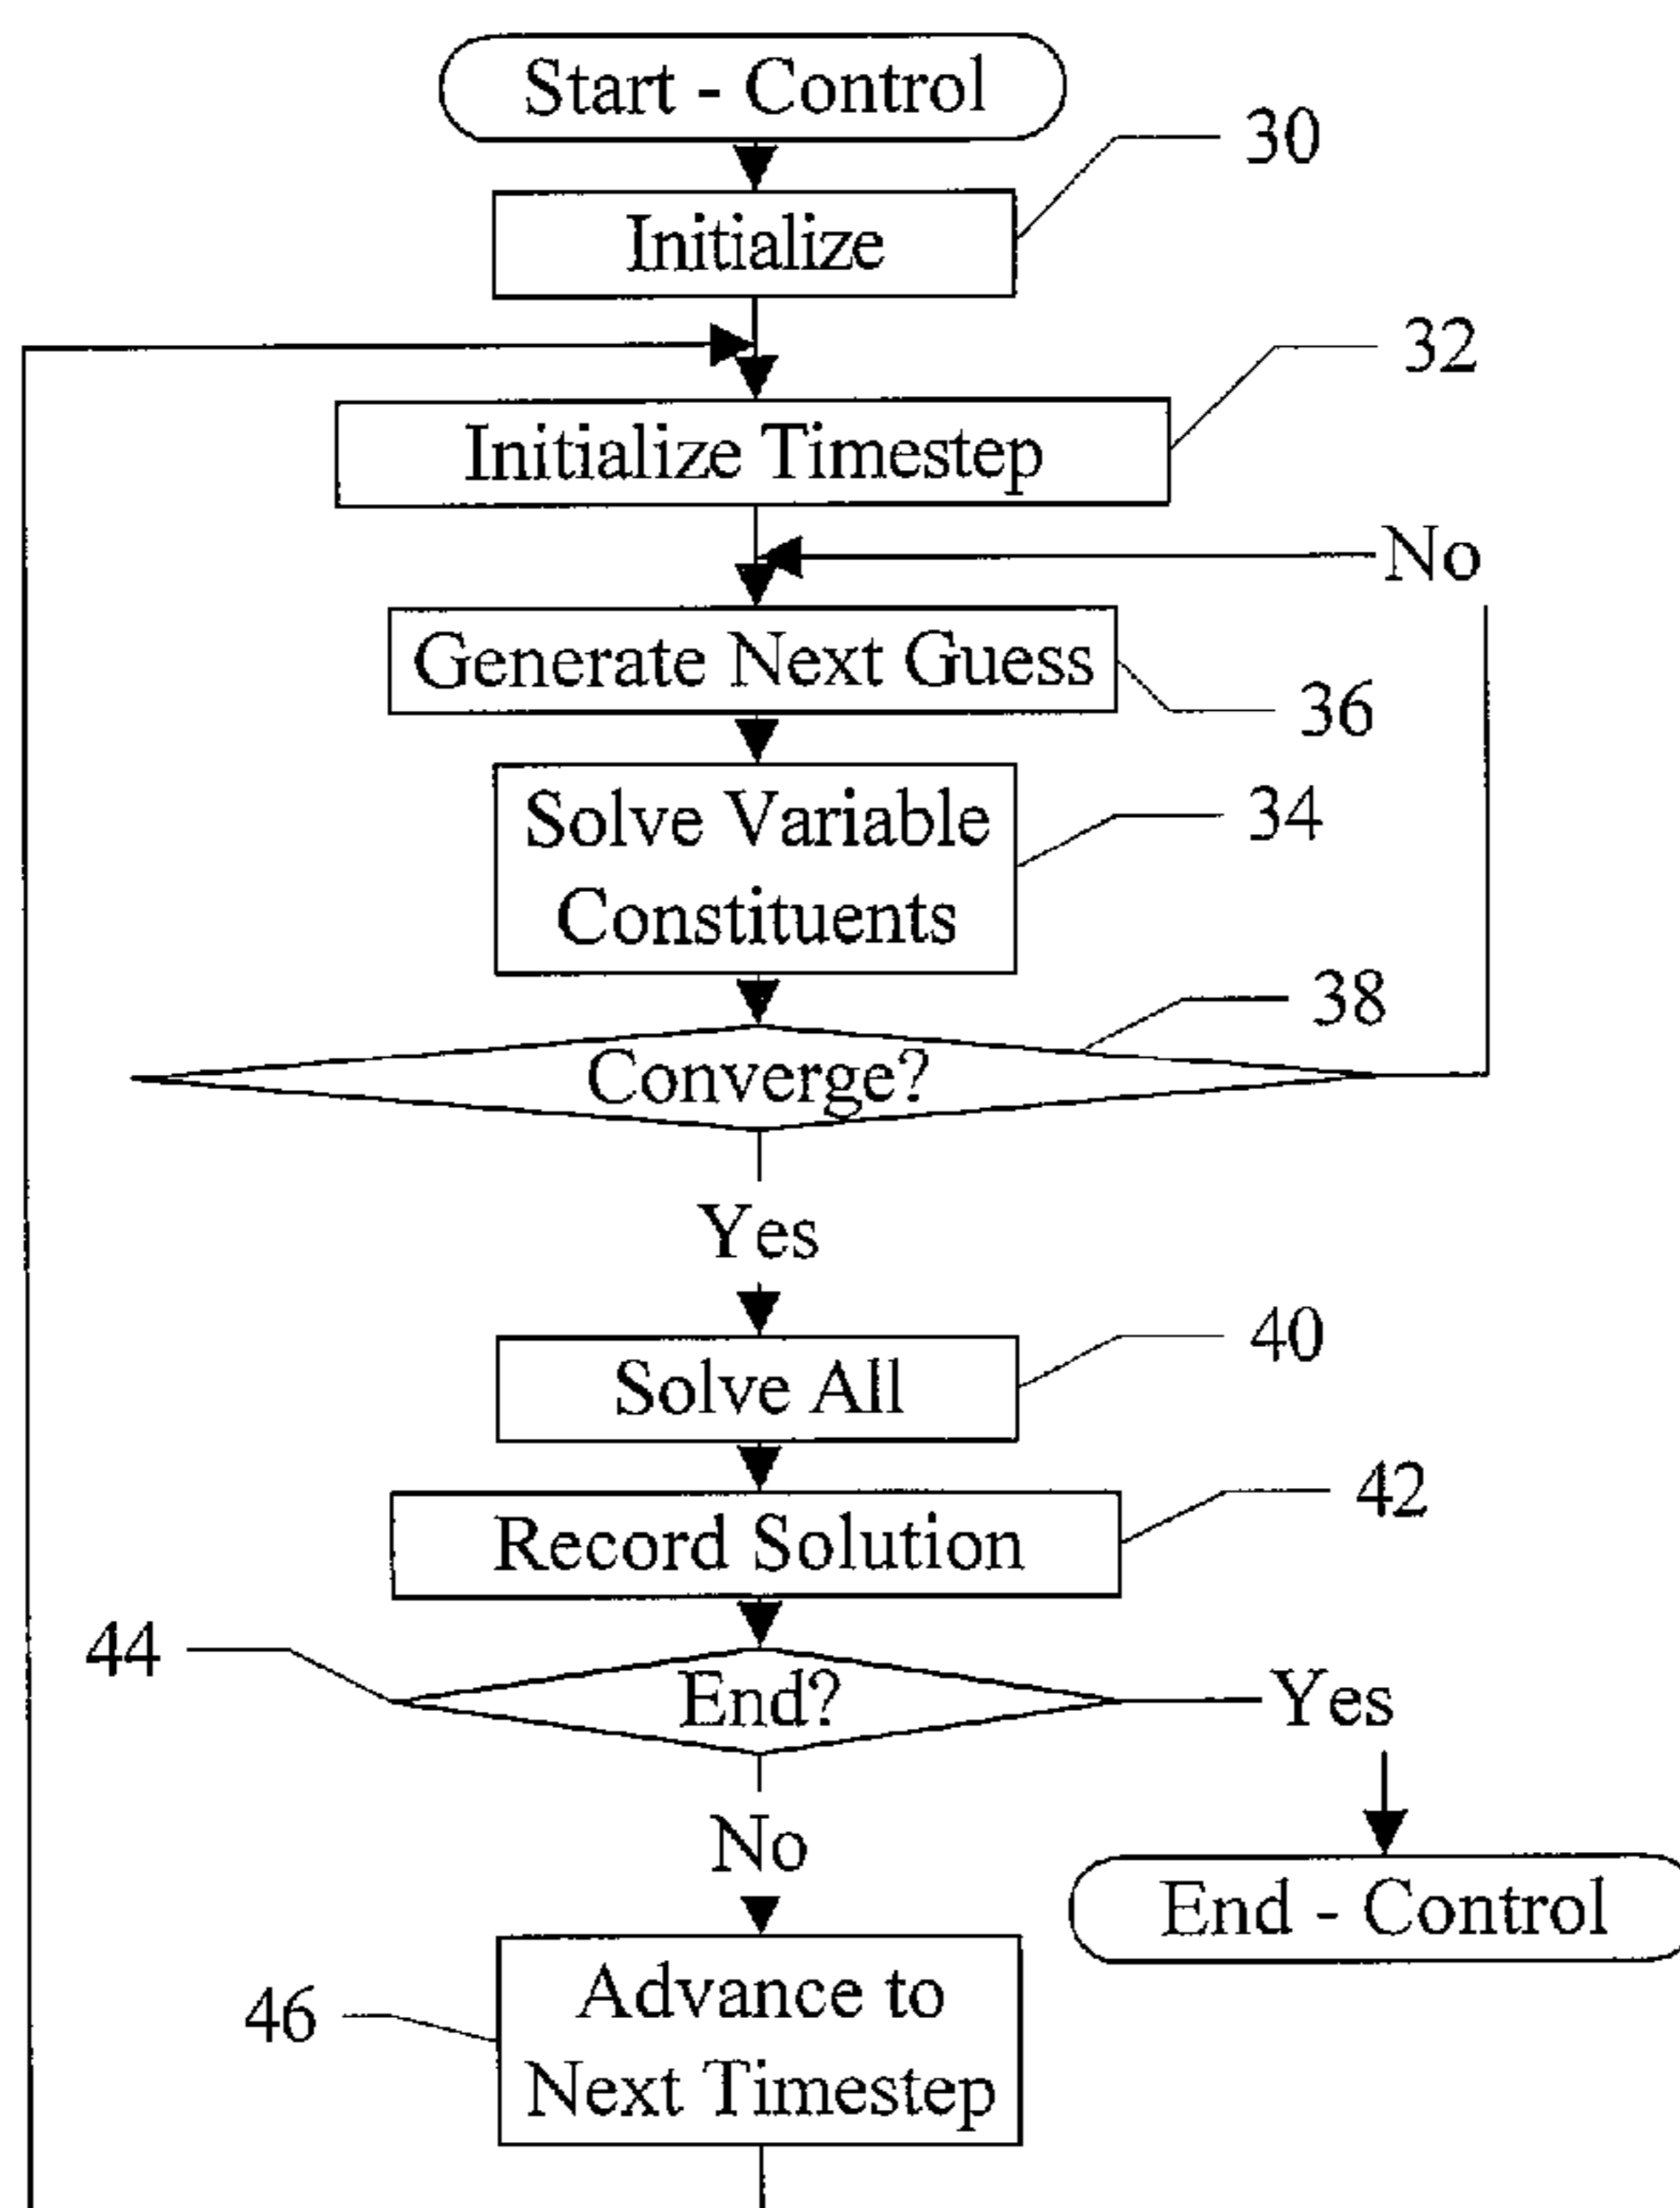 Start - Control
30
Initialize
32
Initialize Timestep
No
Generate Next Guess
36
Solve Variable
Constituents
34
38
Converge?
Yes
40
Solve All
42
Record Solution
44
End?
Yes
No
End - Control
46
Advance to
Next Timestep